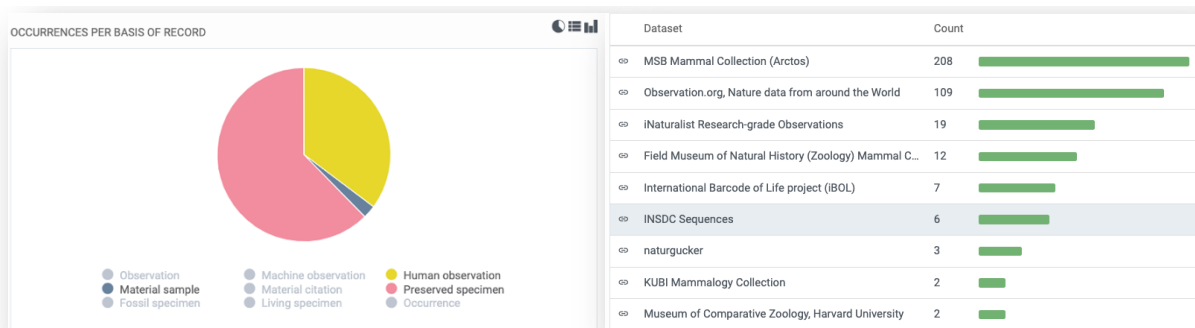 OCCURRENCES PER BASIS OF RECORD
Observation Machine observation Human observation
Material sample Material citation Preserved specimen
Fossil specimen Living specimen Occurrence
Dataset Count
MSB Mammal Collection (Arctos) 208
Observation.org, Nature data from around the World 109
iNaturalist Research-grade Observations 19
Field Museum of Natural History (Zoology) Mammal C... 12
International Barcode of Life project (iBOL) 7
INSDC Sequences 6
naturgucker 3
KUBI Mammalogy Collection 2
Museum of Comparative Zoology, Harvard University 2